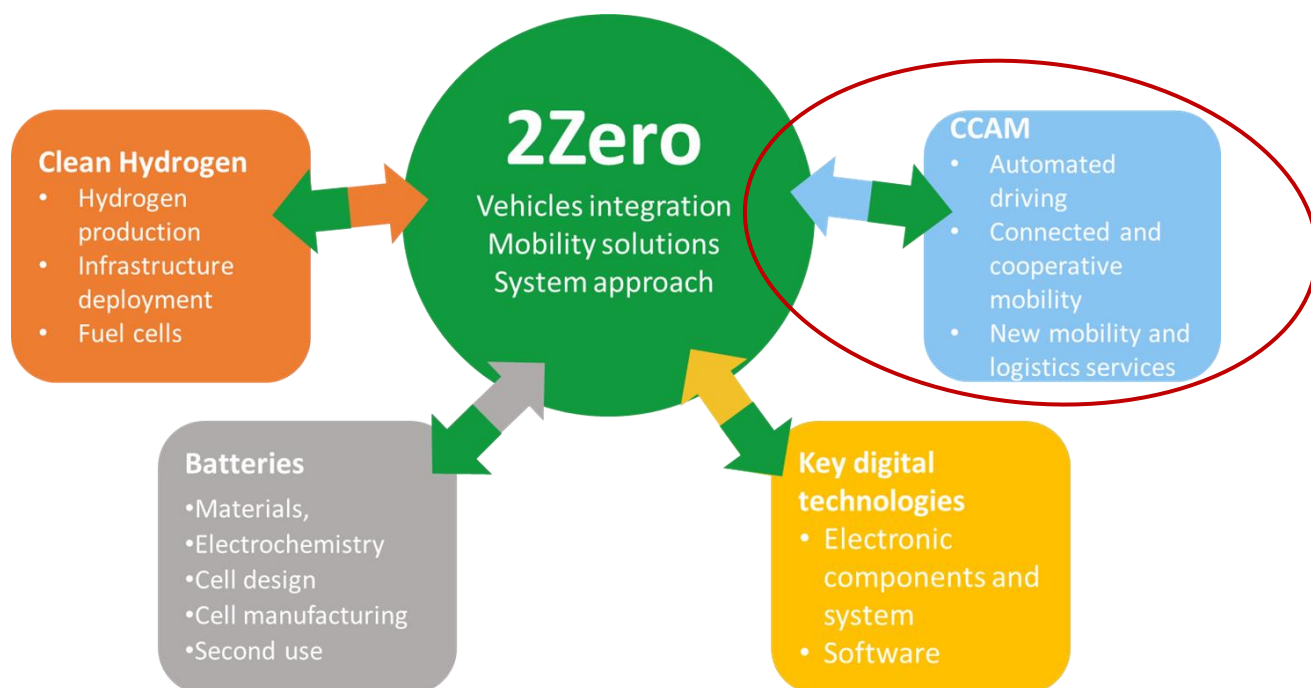 2Zero
Vehicles integration
Mobility solutions
System approach
Clean Hydrogen
• Hydrogen
production
• Infrastructure
deployment
• Fuel cells
CCAM
• Automated
driving
• Connected and
cooperative
mobility
• New mobility and
logistics services
Batteries
•Materials,
•Electrochemistry
•Cell design
•Cell manufacturing
•Second use
Key digital
technologies
• Electronic
components and
system
• Software